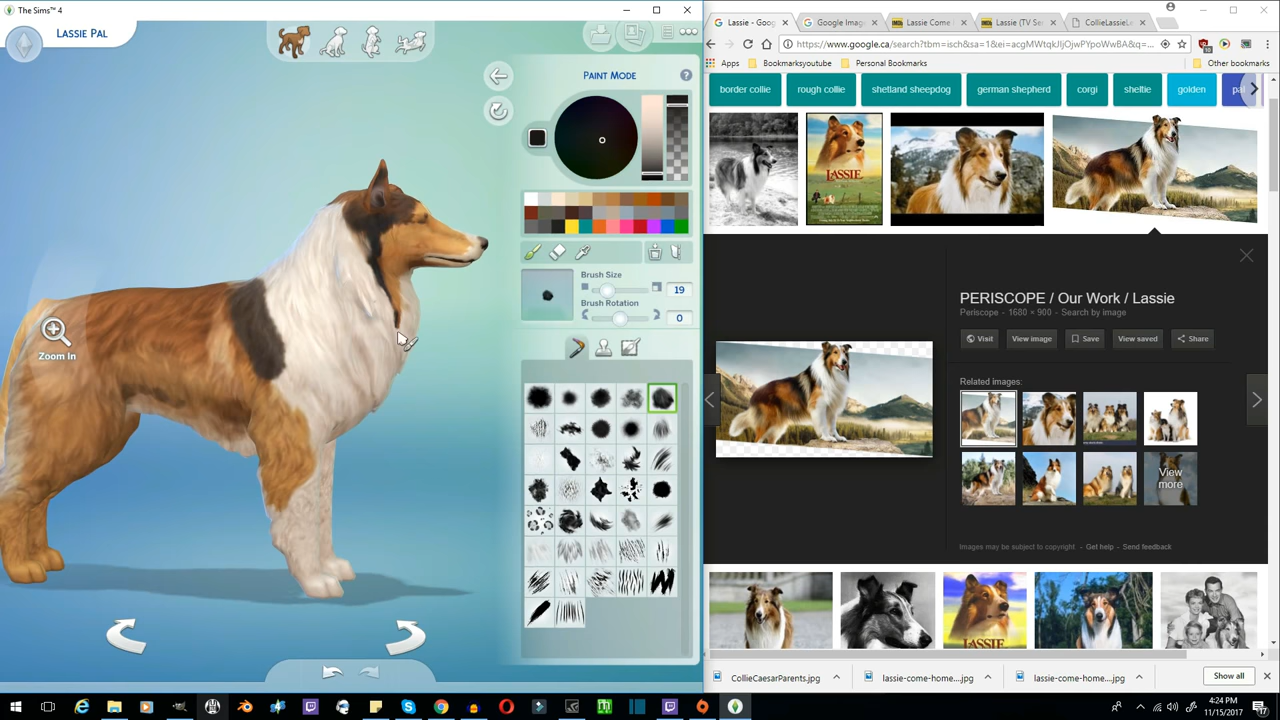 The Sims™ 4
LASSIE PAL
PAINT MODE
?
Brush Size
19
Brush Rotation
0
Zoom In
Lassie - Goog
Google Imag
Lassie Come
Lassie (TV Se
CollieLassieLe
https://www.google.ca/search?tbm=isch&sa=1&ei=acgMWtqkJIjOjwPYpoWwBA&q=...
Apps
Bookmarksyoutube
Personal Bookmarks
Other bookmarks
border collie
rough collie
shetland sheepdog
german shepherd
corgi
sheltie
golden
LASSIE
PERISCOPE / Our Work / Lassie
Periscope - 1680 × 900 - Search by image
Visit
View image
Save
View saved
Share
Related images:
View more
Images may be subject to copyright. - Get help - Send feedback
LASSIE
CollieCaesarParents.jpg
lassie-come-home....jpg
lassie-come-home....jpg
Show all
4:24 PM
11/15/2017
17